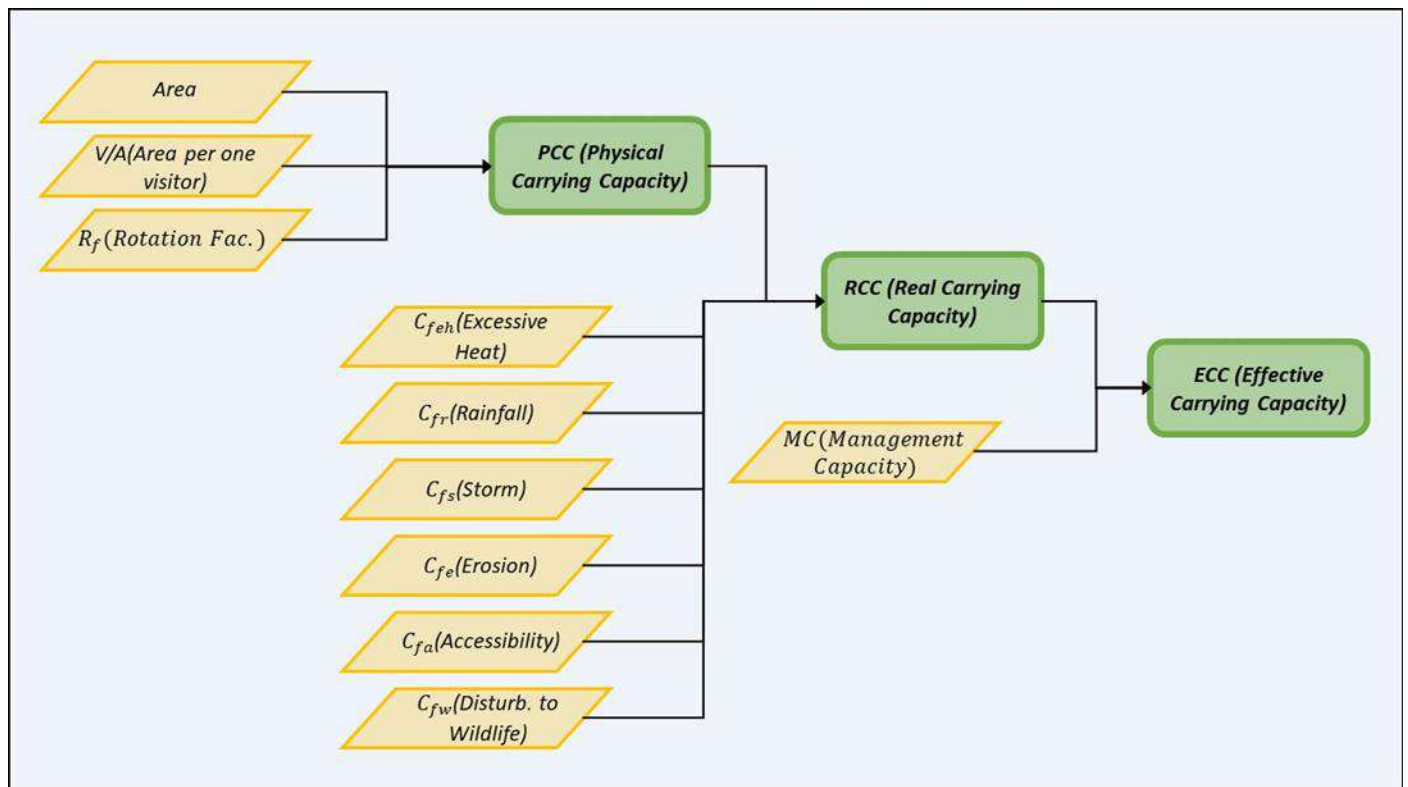 Area
V/A(Area per one
visitor)
R_f(Rotation Fac.)
PCC (Physical
Carrying Capacity)
C_feh(Excessive
Heat)
C_fr(Rainfall)
C_fs(Storm)
C_fe(Erosion)
C_fa(Accessibility)
C_fw(Disturb. to
Wildlife)
RCC (Real Carrying
Capacity)
MC(Management
Capacity)
ECC (Effective
Carrying Capacity)